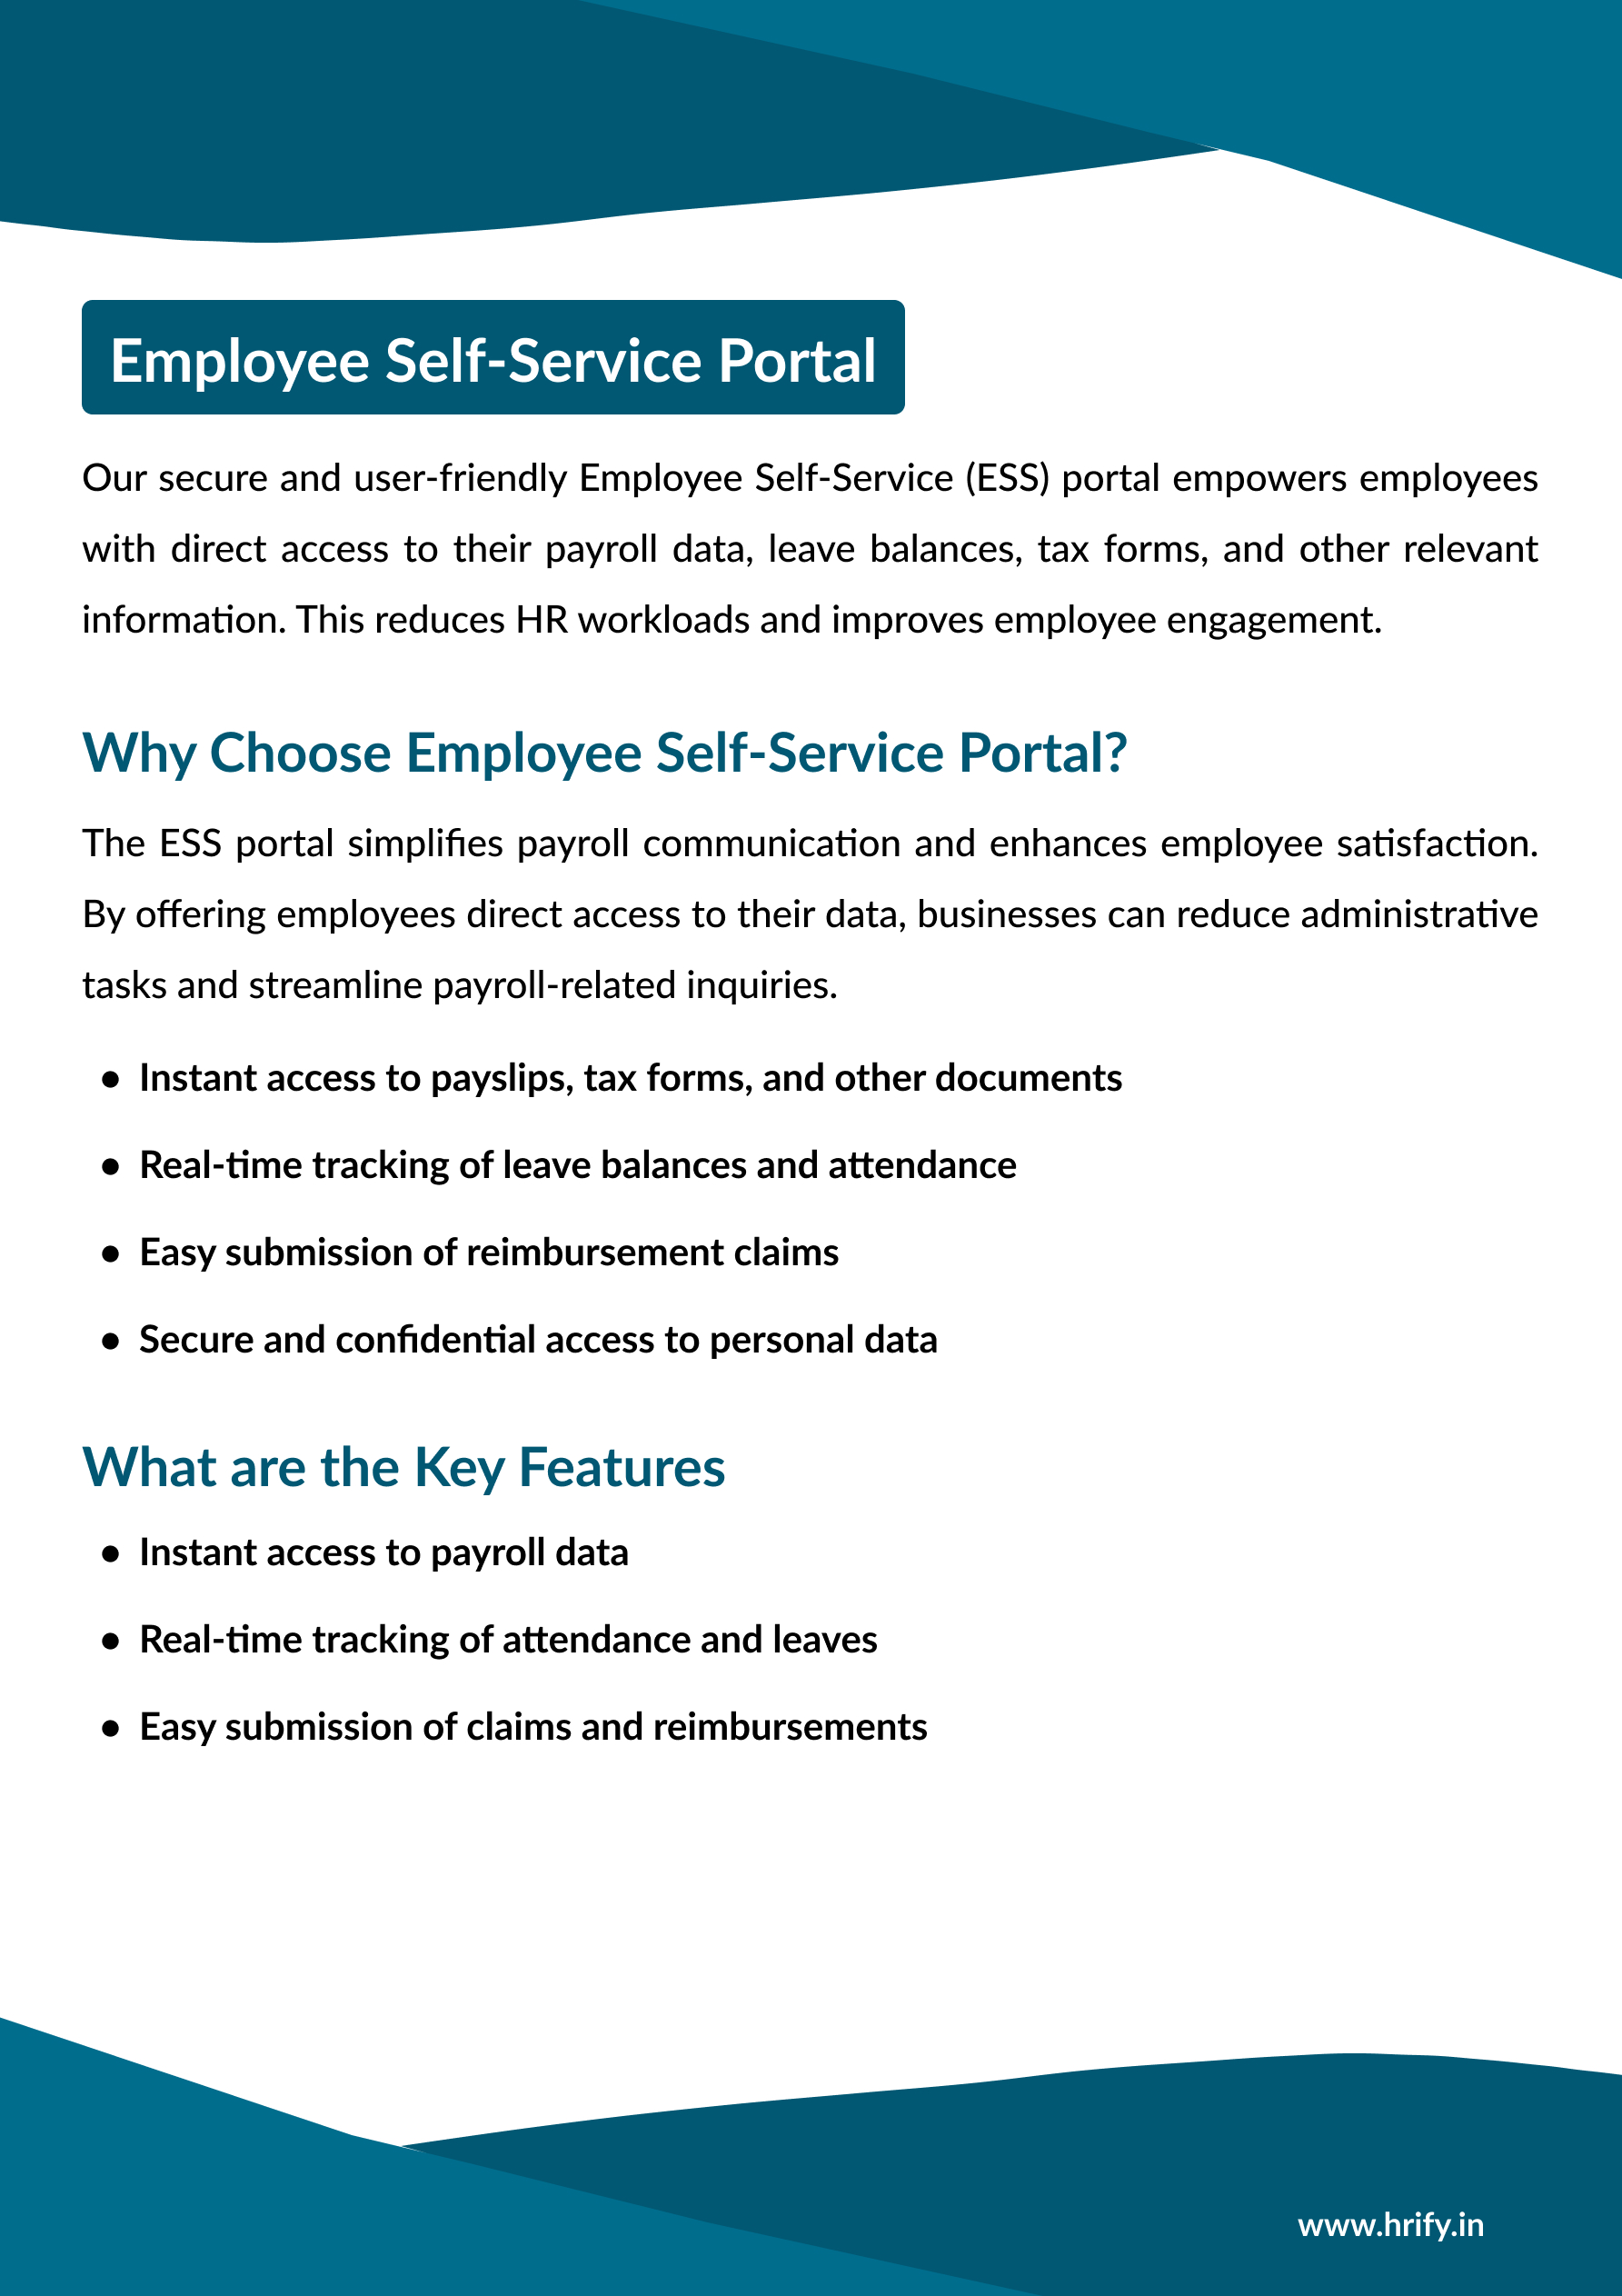 Employee Self-Service Portal
Our secure and user-friendly Employee Self-Service (ESS) portal empowers employees
with direct access to their payroll data, leave balances, tax forms, and other relevant
information. This reduces HR workloads and improves employee engagement.
Why Choose Employee Self-Service Portal?
The ESS portal simplifies payroll communication and enhances employee satisfaction.
By offering employees direct access to their data, businesses can reduce administrative
tasks and streamline payroll-related inquiries.
● Instant access to payslips, tax forms, and other documents
● Real-time tracking of leave balances and attendance
● Easy submission of reimbursement claims
● Secure and confidential access to personal data
What are the Key Features
● Instant access to payroll data
● Real-time tracking of attendance and leaves
● Easy submission of claims and reimbursements
www.hrify.in